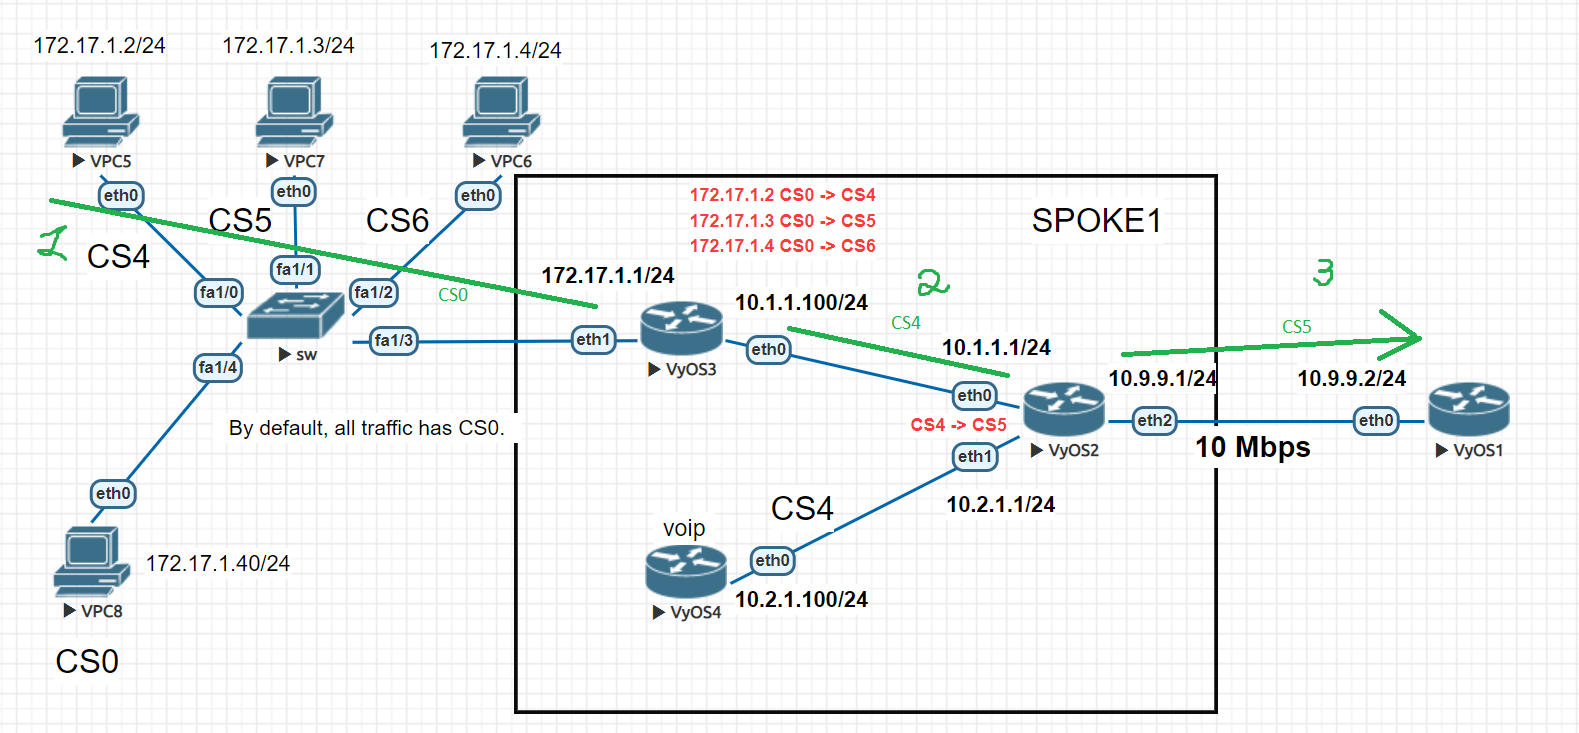 172.17.1.2/24
172.17.1.3/24
172.17.1.4/24
VPC5
VPC7
VPC6
eth0
eth0
eth0
172.17.1.2 CS0 -> CS4
172.17.1.3 CS0 -> CS5
172.17.1.4 CS0 -> CS6
SPOKE1
CS5
CS6
1
CS4
fa1/1
fa1/0
fa1/2
CS0
172.17.1.1/24
10.1.1.100/24
2
3
CS4
CS5
sw
fa1/3
eth1
VyOS3
eth0
10.1.1.1/24
fa1/4
10.9.9.1/24
10.9.9.2/24
eth0
By default, all traffic has CS0.
CS4 -> CS5
eth2
eth0
VyOS2
10 Mbps
VyOS1
eth1
eth0
10.2.1.1/24
CS4
voip
172.17.1.40/24
eth0
VPC8
10.2.1.100/24
VyOS4
CS0